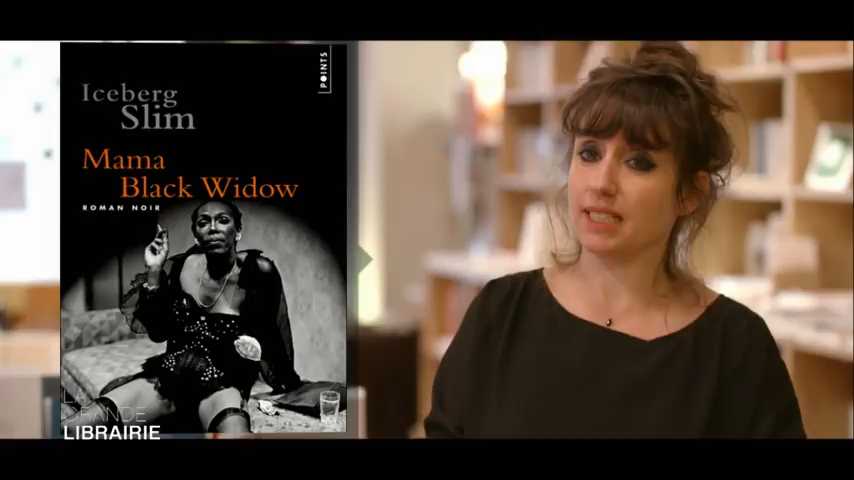 POINTS
Iceberg
Slim
Mama
Black Widow
ROMAN NOIR
LA
GRANDE
LIBRAIRIE